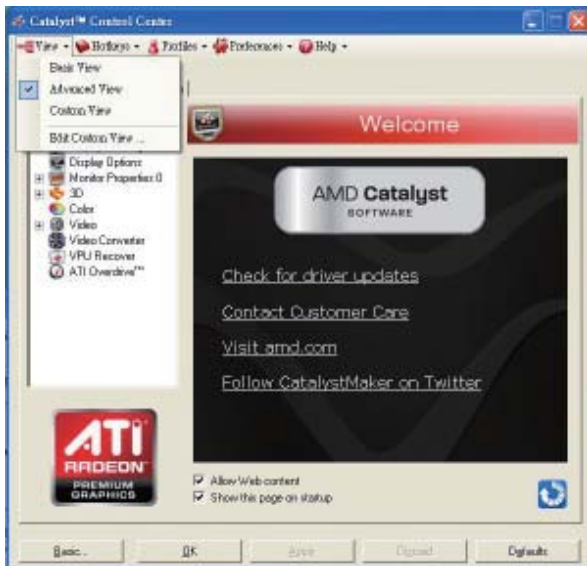 Catalyst™ Control Center
View Hotkeys Profiles Preferences Help
Basic View
Advanced View
Custom View
Edit Custom View ...
Welcome
Display Options
Monitor Properties 0
3D
Color
Video
Video Converter
VPU Recover
ATI Overdrive™
AMD Catalyst
SOFTWARE
Check for driver updates
Contact Customer Care
Visit amd.com
Follow CatalystMaker on Twitter
ATI
RADEON
PREMIUM
GRAPHICS
Allow Web content
Show this page on startup
Basic...
OK
Apply
Discard
Defaults